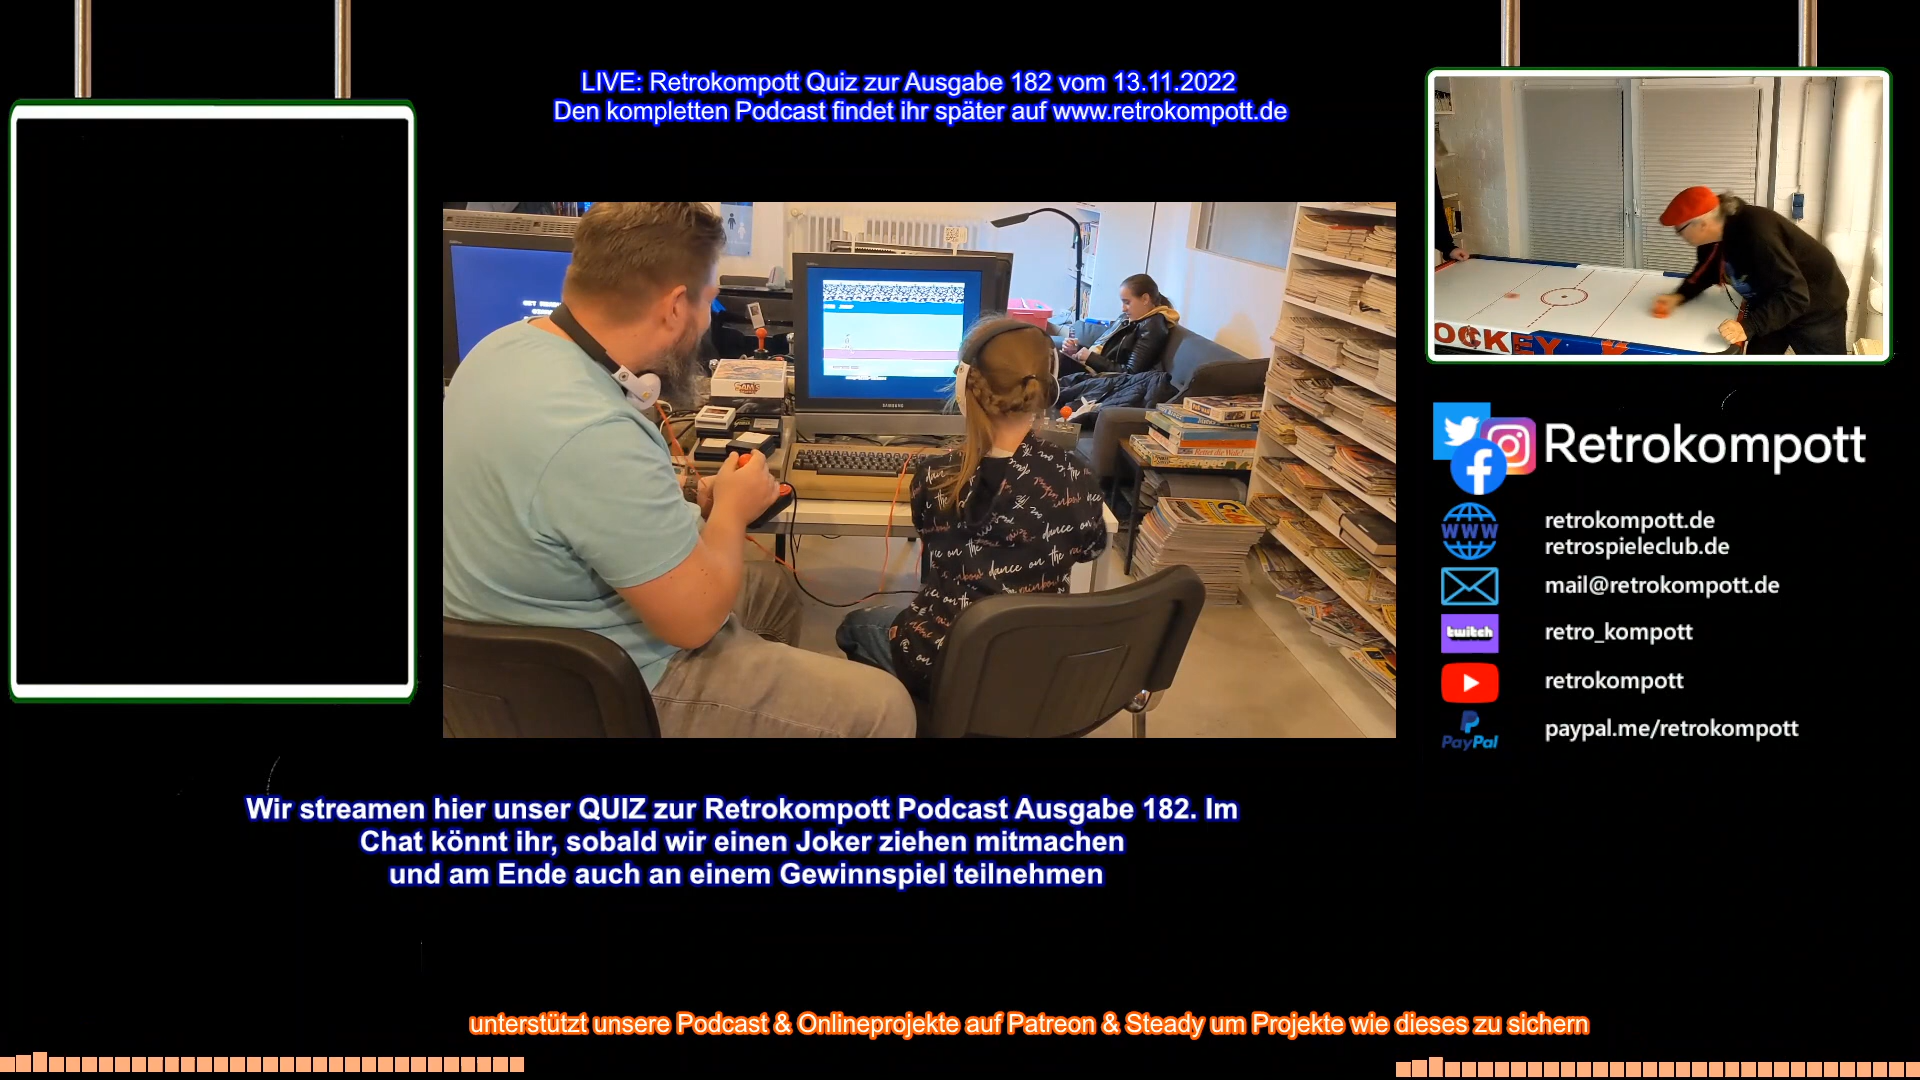 LIVE: Retrokompott Quiz zur Ausgabe 182 vom 13.11.2022
Den kompletten Podcast findet ihr später auf www.retrokompott.de
SAMSUNG
OCKEY
Retrokompott
WWW
retrokompott.de
retrospieleclub.de
mail@retrokompott.de
twitch
retro_kompott
retrokompott
PayPal
paypal.me/retrokompott
Wir streamen hier unser QUIZ zur Retrokompott Podcast Ausgabe 182. Im
Chat könnt ihr, sobald wir einen Joker ziehen mitmachen
und am Ende auch an einem Gewinnspiel teilnehmen
unterstützt unsere Podcast & Onlineprojekte auf Patreon & Steady um Projekte wie dieses zu sichern